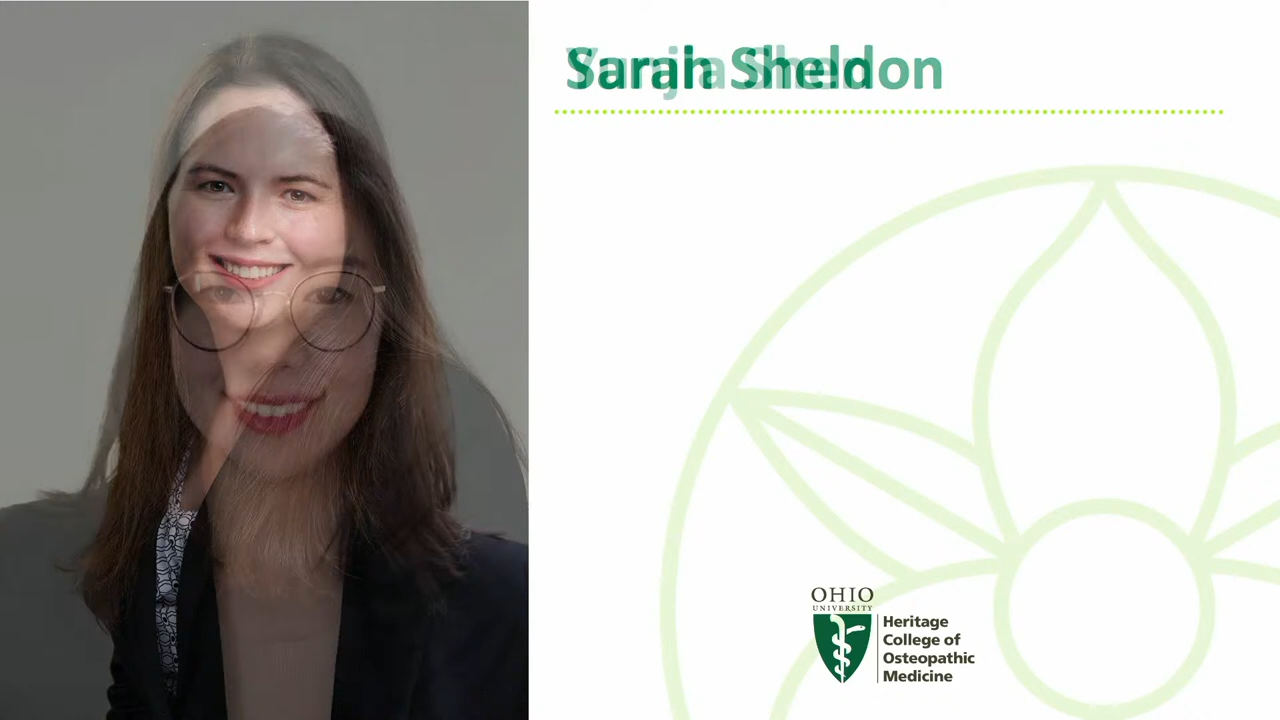 Sarah Sheldon
OHIO
UNIVERSITY
Heritage
College of
Osteopathic
Medicine